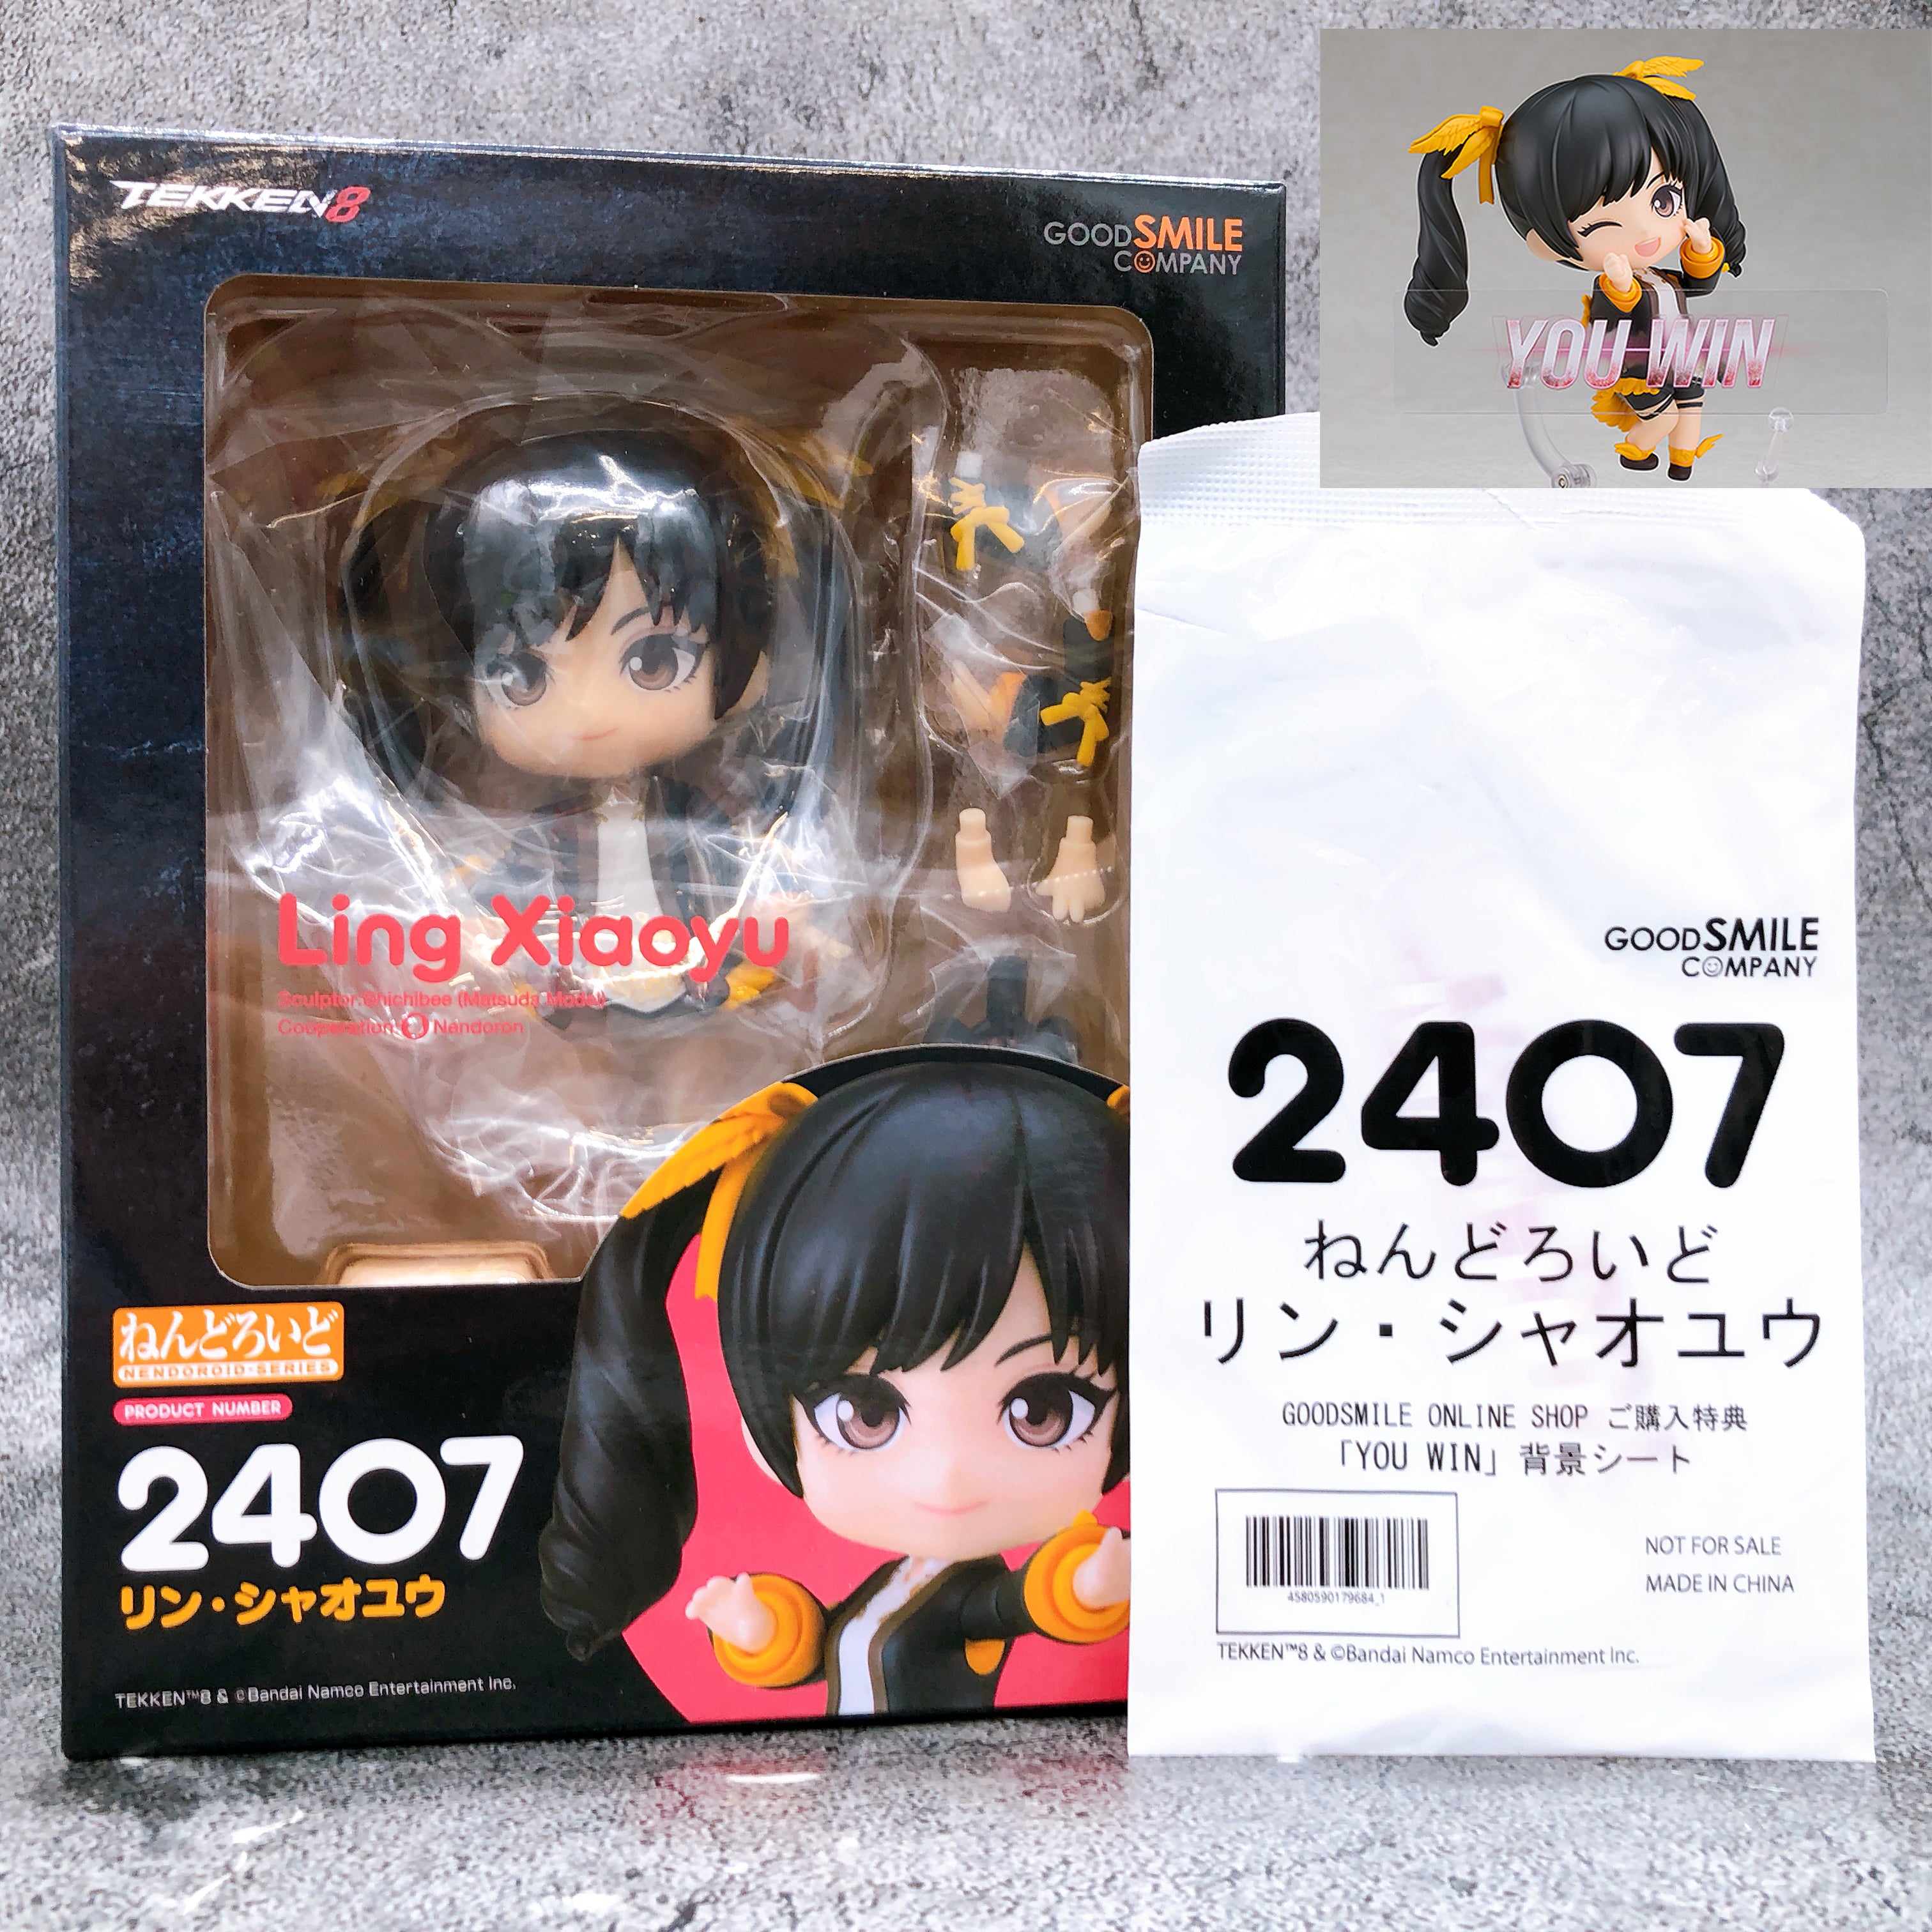 TEKKEN8
GOOD SMILE
COMPANY
Ling Xiaoyu
Sculptor:Shichibee (Matsuda Model)
Cooperation Nendoron
ねんどろいど
NENDOROID·SERIES
PRODUCT NUMBER
2407
リン・シャオユウ
TEKKEN™8 & ©Bandai Namco Entertainment Inc.
YOU WIN
GOOD SMILE
COMPANY
2407
ねんどろいど
リン・シャオユウ
GOODSMILE ONLINE SHOP ご購入特典
「YOU WIN」背景シート
4580590179684_1
NOT FOR SALE
MADE IN CHINA
TEKKEN™8 & ©Bandai Namco Entertainment Inc.